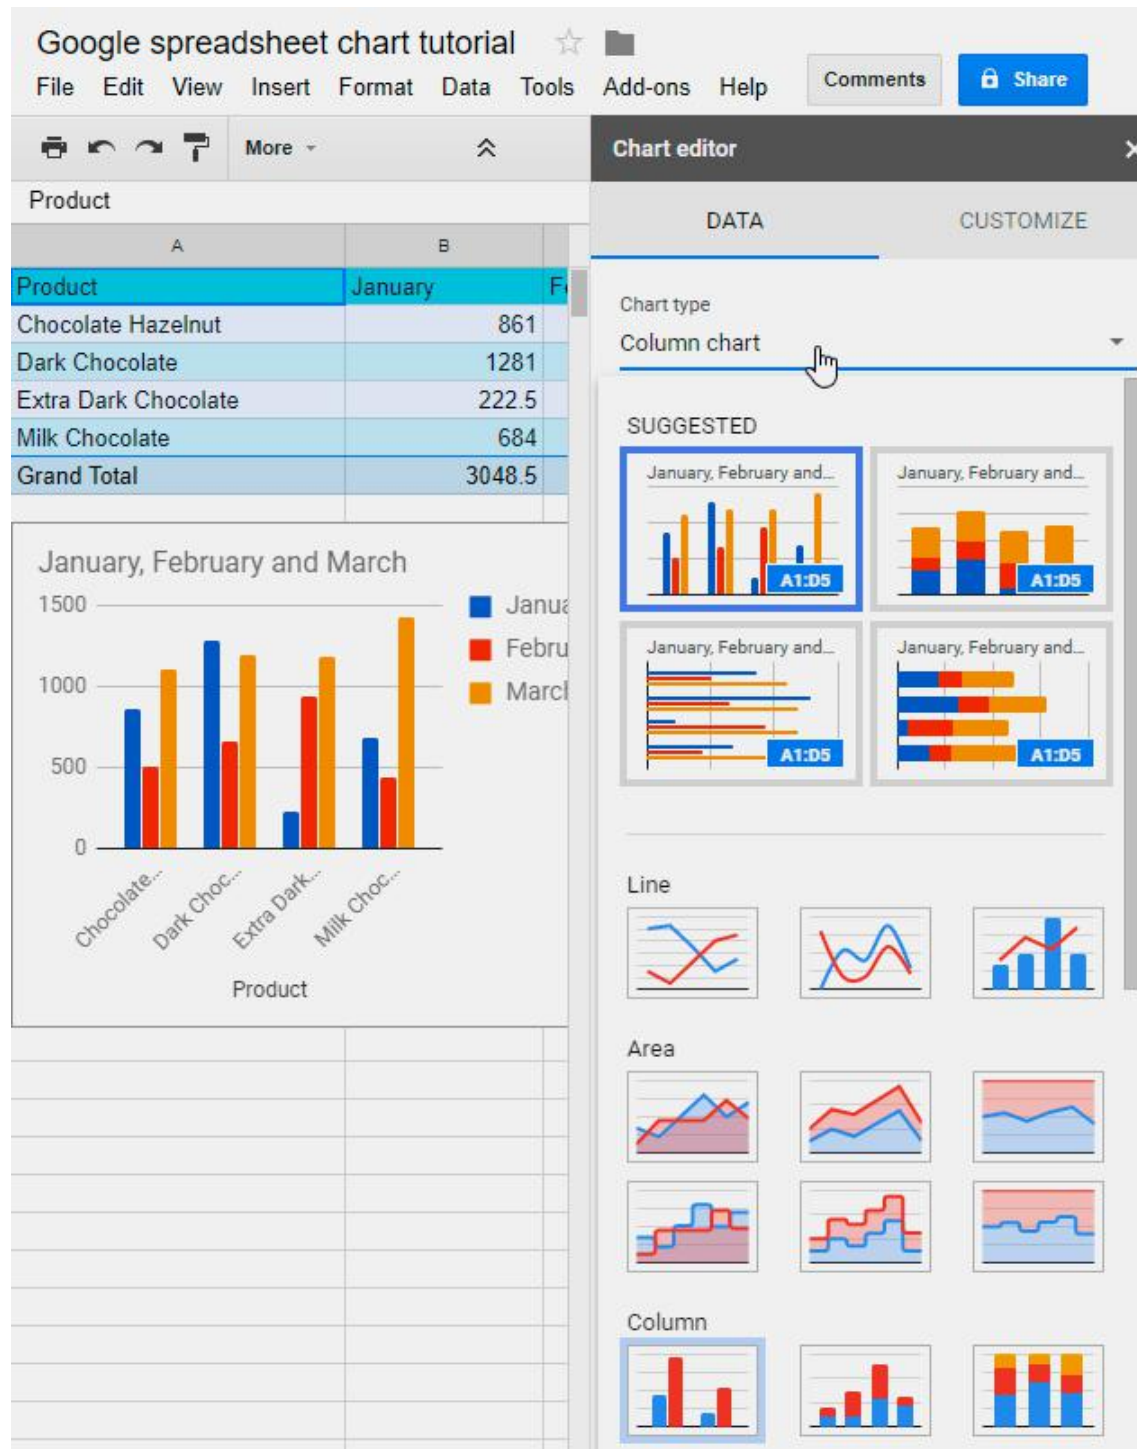 Google spreadsheet chart tutorial
File Edit View Insert Format Data Tools Add-ons Help Comments Share
More
Chart editor
Product
DATA CUSTOMIZE
A B
Product January
Chocolate Hazelnut 861
Dark Chocolate 1281
Extra Dark Chocolate 222.5
Milk Chocolate 684
Grand Total 3048.5
Chart type
Column chart
SUGGESTED
January, February and...
A1:D5
January, February and...
A1:D5
January, February and...
A1:D5
January, February and...
A1:D5
January, February and March
1500
1000
500
0
Janua
Febru
March
Chocolate...
Dark Choc...
Extra Dark...
Milk Choc...
Product
Line
Area
Column